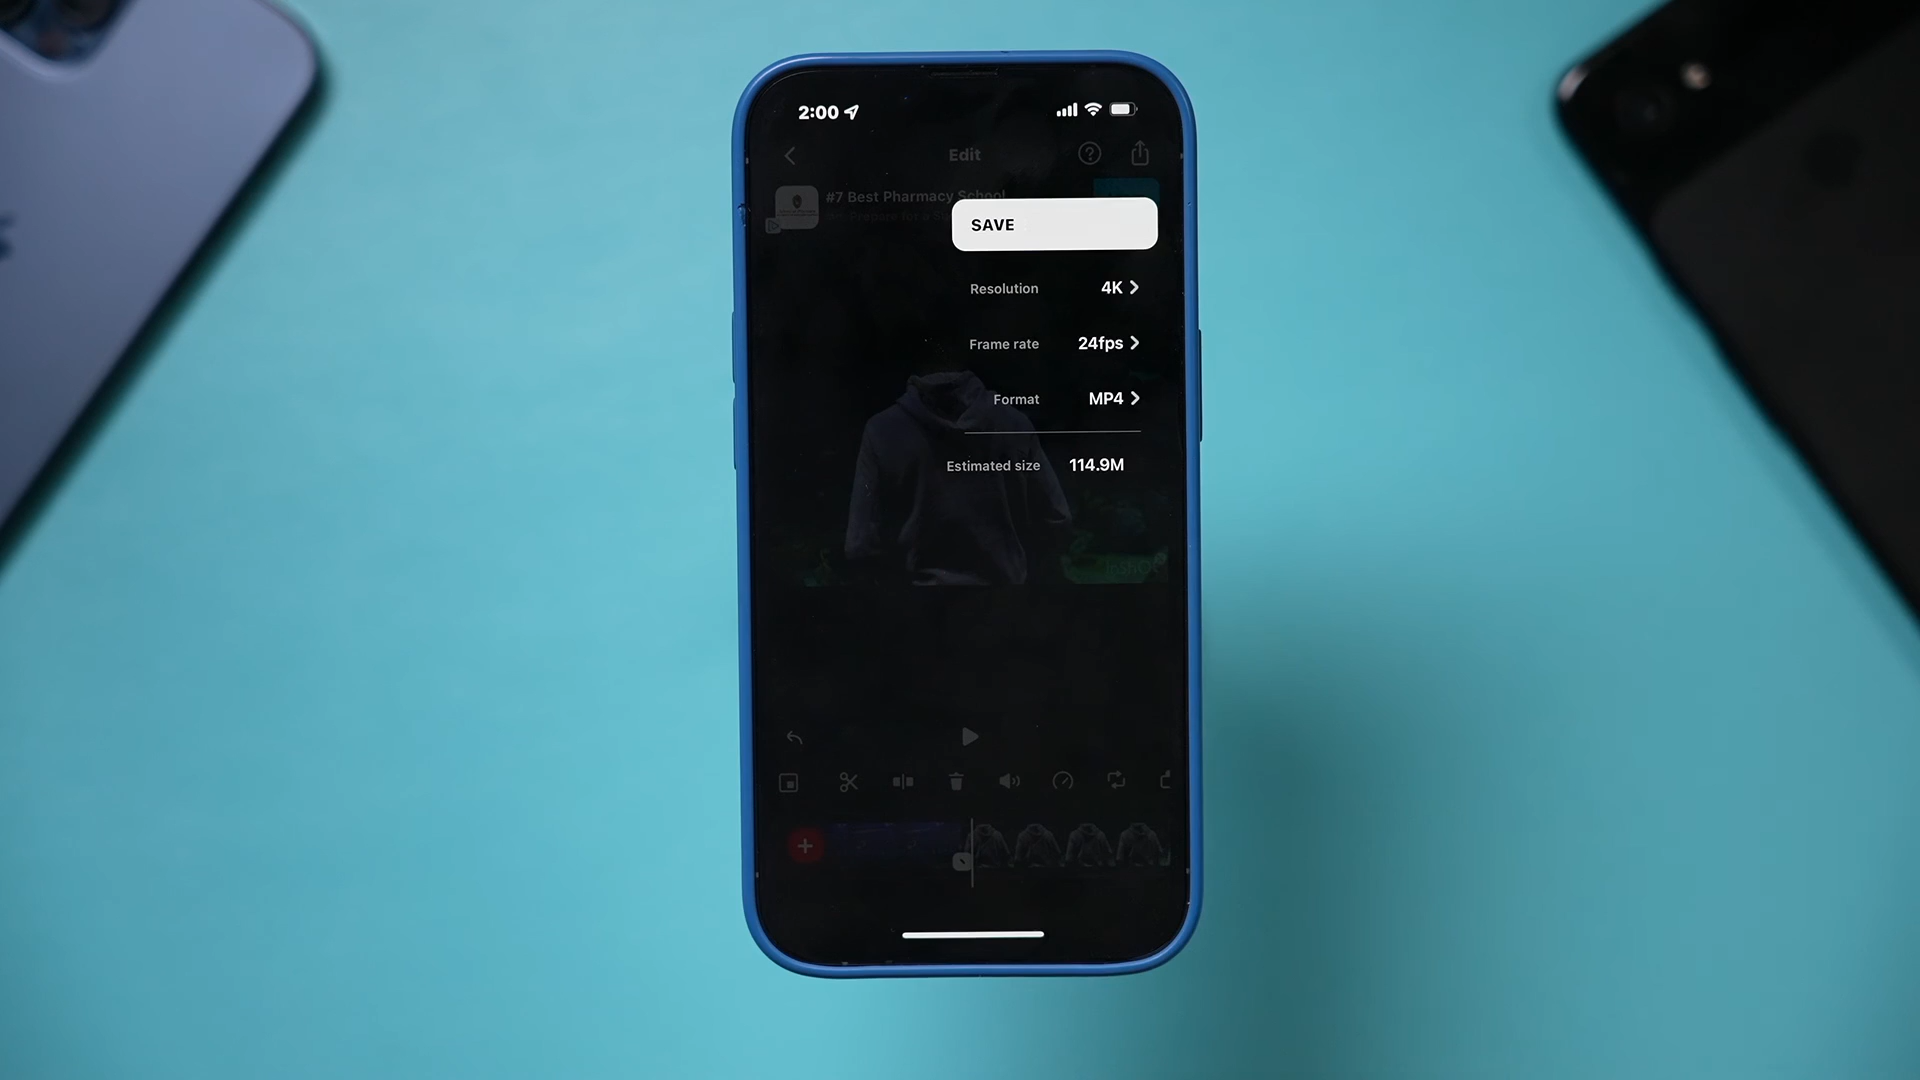 2:00
Edit
#7 Best Pharmacy School
SAVE
Resolution 4K
Frame rate 24fps
Format MP4
Estimated size 114.9M
InShOt